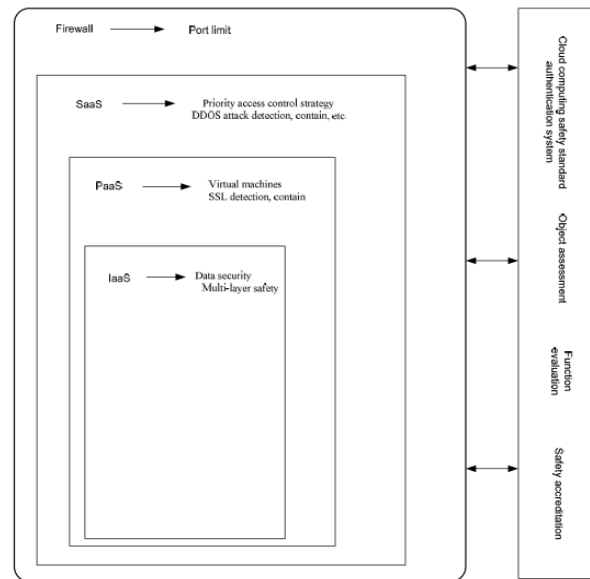 Firewall Port limit
SaaS Priority access control strategy
DDOS attack detection, contain, etc
PaaS Virtual machines
SSL detection, contain
IaaS Data security
Multi-layer safety
Cloud computing safety standard
authentication system
Object assessment
Function
evaluation
Safety accreditation